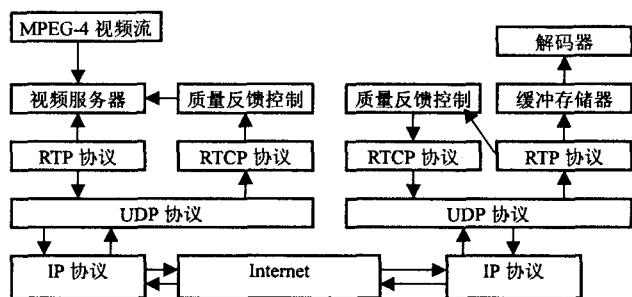 MPEG-4 视频流
解码器
视频服务器
质量反馈控制
质量反馈控制
缓冲存储器
RTP 协议
RTCP 协议
RTCP 协议
RTP 协议
UDP 协议
UDP 协议
IP 协议
Internet
IP 协议